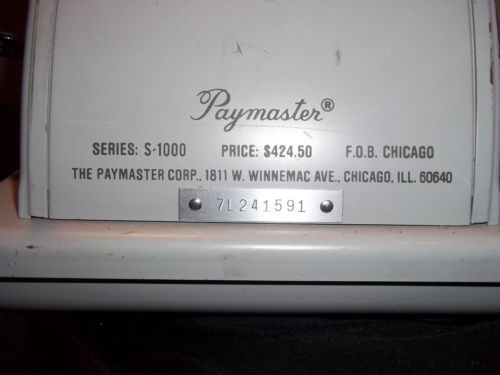 Paymaster®
SERIES: S-1000 PRICE: $424.50 F.O.B. CHICAGO
THE PAYMASTER CORP., 1811 W. WINNEMAC AVE., CHICAGO, ILL. 60640
7L241591